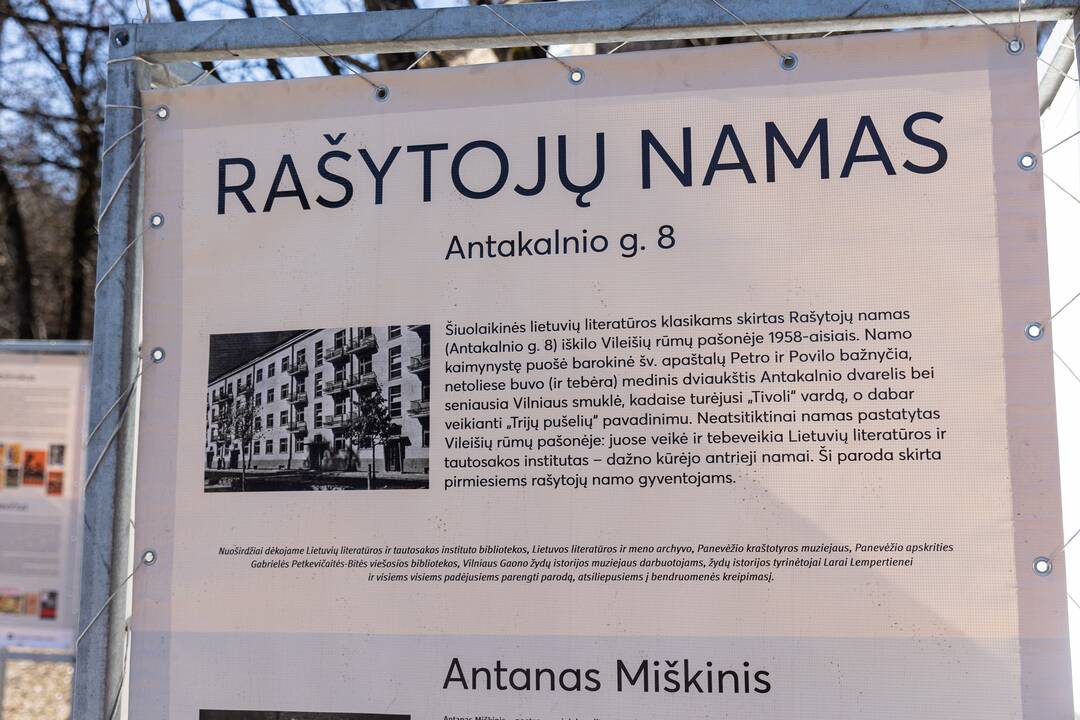 RAŠYTOJŲ NAMAS
Antakalnio g. 8
Šiuolaikinės lietuvių literatūros klasikams skirtas Rašytojų namas
(Antakalnio g. 8) iškilo Vileišių rūmų pašonėje 1958-aisiais. Namo
kaimynystę puošė barokinė šv. apaštalų Petro ir Povilo bažnyčia,
netoliese buvo (ir tebėra) medinis dviaukštis Antakalnio dvarelis bei
seniausia Vilniaus smuklė, kadaise turėjusi „Tivoli“ vardą, o dabar
veikianti „Trijų pušelių“ pavadinimu. Neatsitiktinai namas pastatytas
Vileišių rūmų pašonėje: juose veikė ir tebeveikia Lietuvių literatūros ir
tautosakos institutas – dažno kūrėjo antrieji namai. Ši paroda skirta
pirmiesiems rašytojų namo gyventojams.
Nuoširdžiai dėkojame Lietuvių literatūros ir tautosakos instituto bibliotekos, Lietuvos literatūros ir meno archyvo, Panevėžio kraštotyros muziejaus, Panevėžio apskrities
Gabrielės Petkevičaitės-Bitės viešosios bibliotekos, Vilniaus Gaono žydų istorijos muziejaus darbuotojams, žydų istorijos tyrinėtojai Larai Lempertienei
ir visiems visiems padėjusiems parengti parodą, atsiliepusiems į bendruomenės kreipimąsi.
Antanas Miškinis